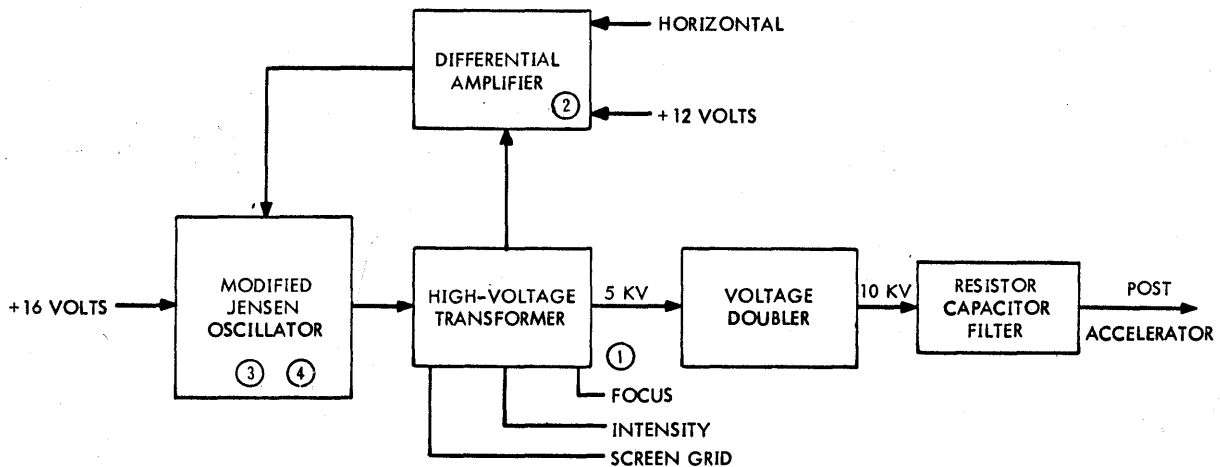 HORIZONTAL
DIFFERENTIAL
AMPLIFIER
2
+12 VOLTS
+16 VOLTS
MODIFIED
JENSEN
OSCILLATOR
3 4
HIGH-VOLTAGE
TRANSFORMER
1
5 KV
VOLTAGE
DOUBLER
10 KV
RESISTOR
CAPACITOR
FILTER
POST
ACCELERATOR
FOCUS
INTENSITY
SCREEN GRID